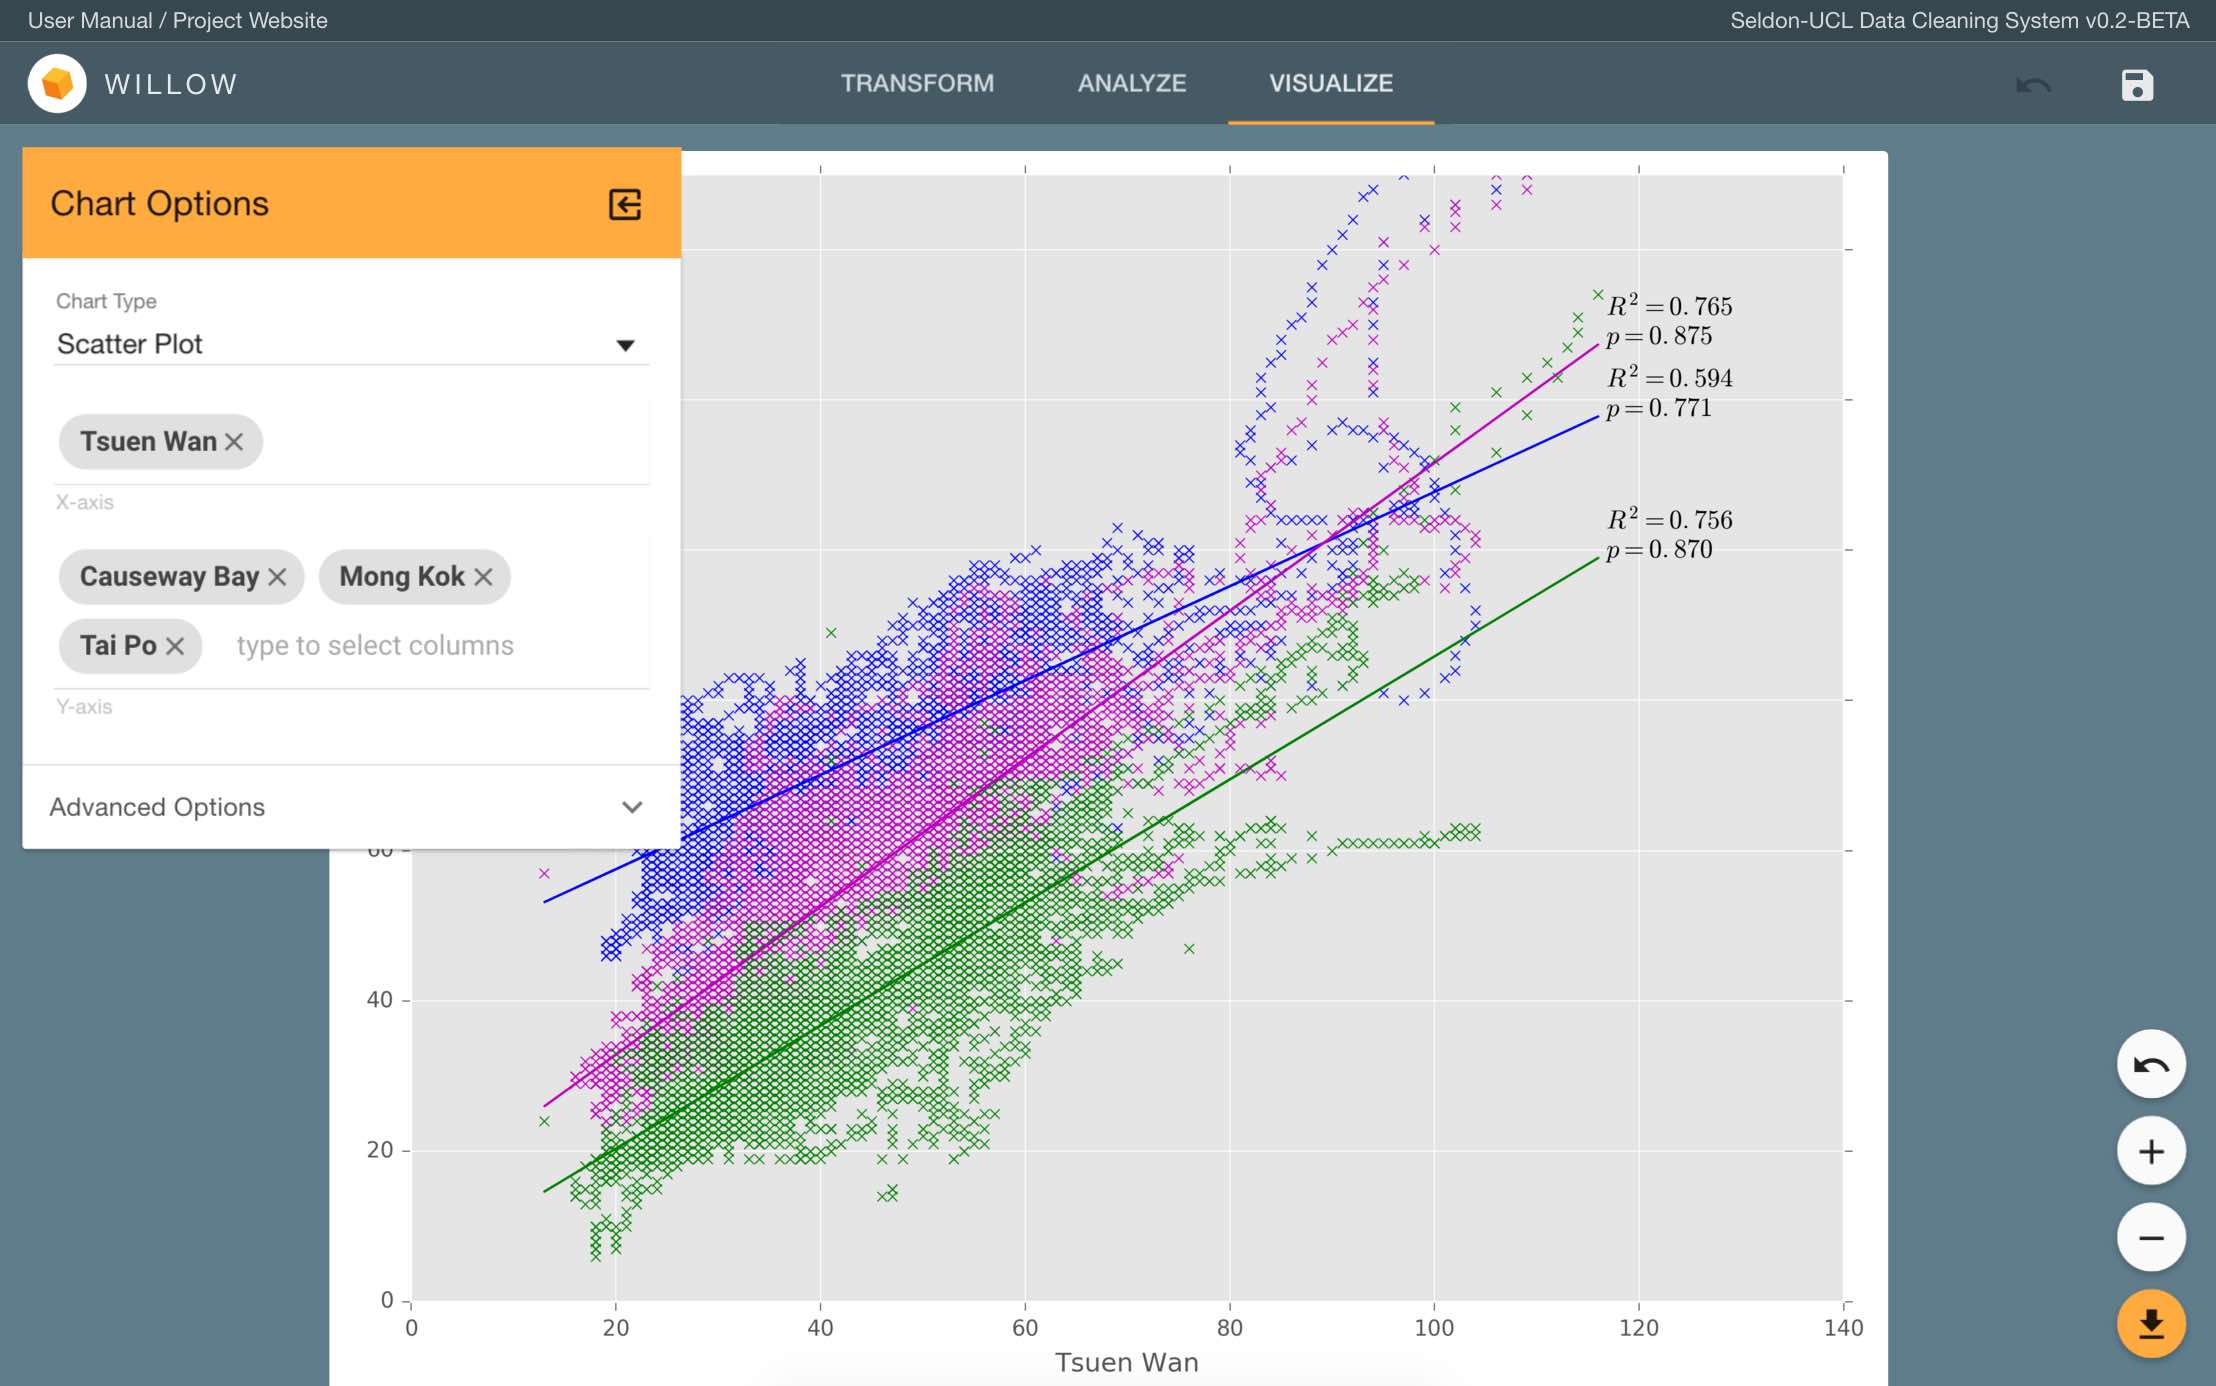 User Manual / Project Website
Seldon-UCL Data Cleaning System v0.2-BETA
WILLOW
TRANSFORM
ANALYZE
VISUALIZE
Chart Options
Chart Type
Scatter Plot
Tsuen Wan
X-axis
Causeway Bay
Mong Kok
Tai Po
type to select columns
Y-axis
Advanced Options
R² = 0.765
p = 0.875
R² = 0.594
p = 0.771
R² = 0.756
p = 0.870
60
40
20
0
0 20 40 60 80 100 120 140
Tsuen Wan